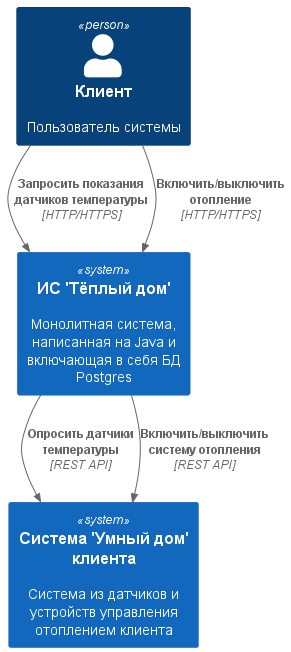 «person»
Клиент
Пользователь системы
Запросить показания
датчиков температуры
[HTTP/HTTPS]
Включить/выключить
отопление
[HTTP/HTTPS]
«system»
ИС 'Тёплый дом'
Монолитная система,
написанная на Java и
включающая в себя БД
Postgres
Опросить датчики
температуры
[REST API]
Включить/выключить
систему отопления
[REST API]
«system»
Система 'Умный дом'
клиента
Система из датчиков и
устройств управления
отоплением клиента